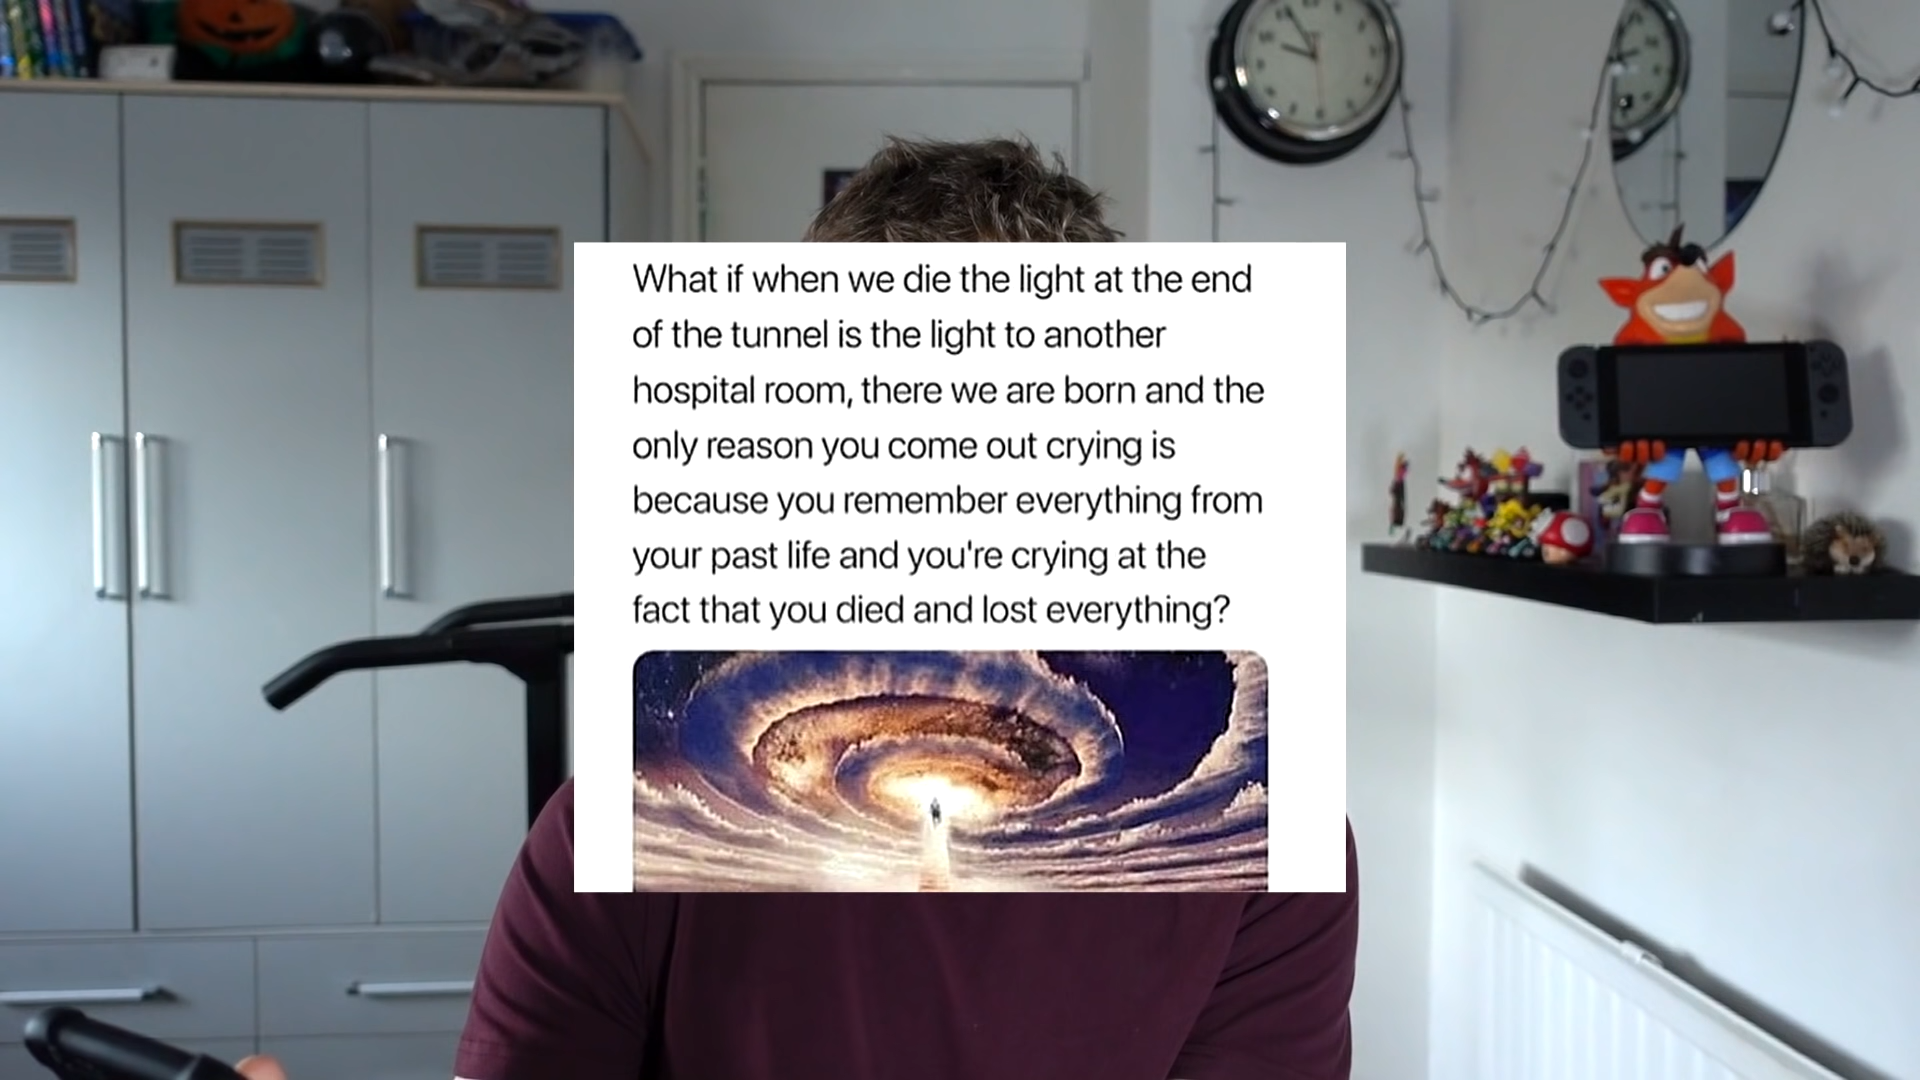 What if when we die the light at the end
of the tunnel is the light to another
hospital room, there we are born and the
only reason you come out crying is
because you remember everything from
your past life and you're crying at the
fact that you died and lost everything?